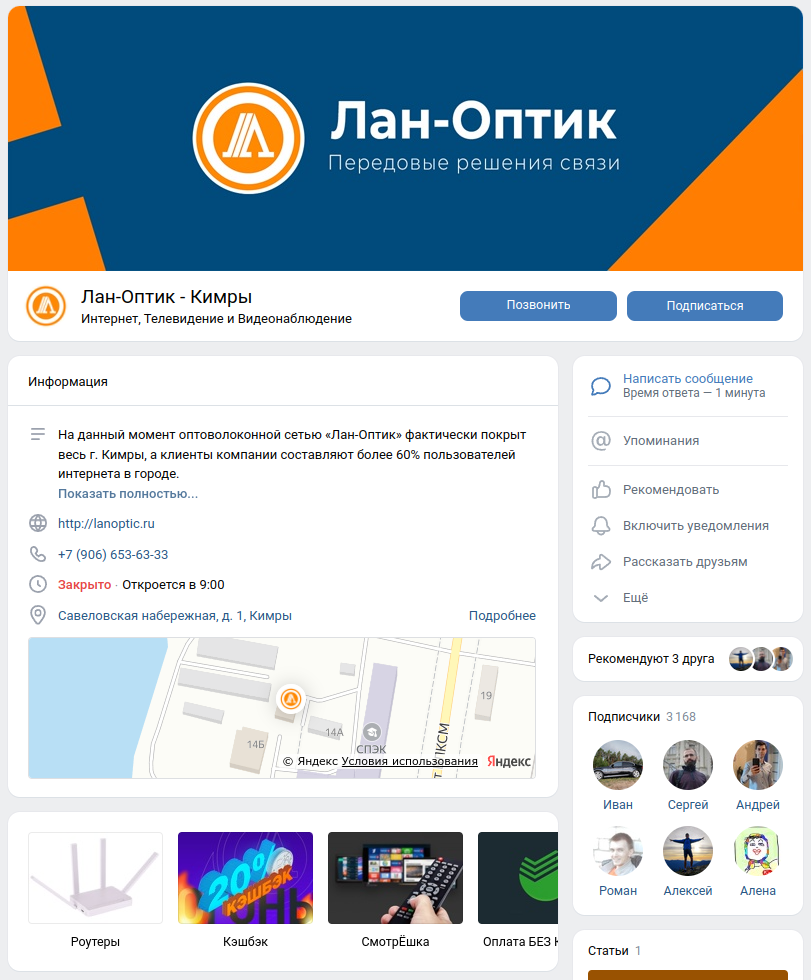 Лан-Оптик
Передовые решения связи
Лан-Оптик - Кимры
Интернет, Телевидение и Видеонаблюдение
Позвонить
Подписаться
Информация
На данный момент оптоволоконной сетью «Лан-Оптик» фактически покрыт
весь г. Кимры, а клиенты компании составляют более 60% пользователей
интернета в городе.
Показать полностью...
http://lanoptic.ru
+7 (906) 653-63-33
Закрыто · Откроется в 9:00
Савеловская набережная, д. 1, Кимры
Подробнее
19
14А
14Б
СПЭК
© Яндекс Условия использования
Яндекс
20%
кэшбэк
Роутеры
Кэшбэк
СмотрЁшка
Оплата БЕЗ
Написать сообщение
Время ответа — 1 минута
Упоминания
Рекомендовать
Включить уведомления
Рассказать друзьям
Ещё
Рекомендуют 3 друга
Подписчики 3 168
Иван
Сергей
Андрей
Роман
Алексей
Алена
Статьи 1